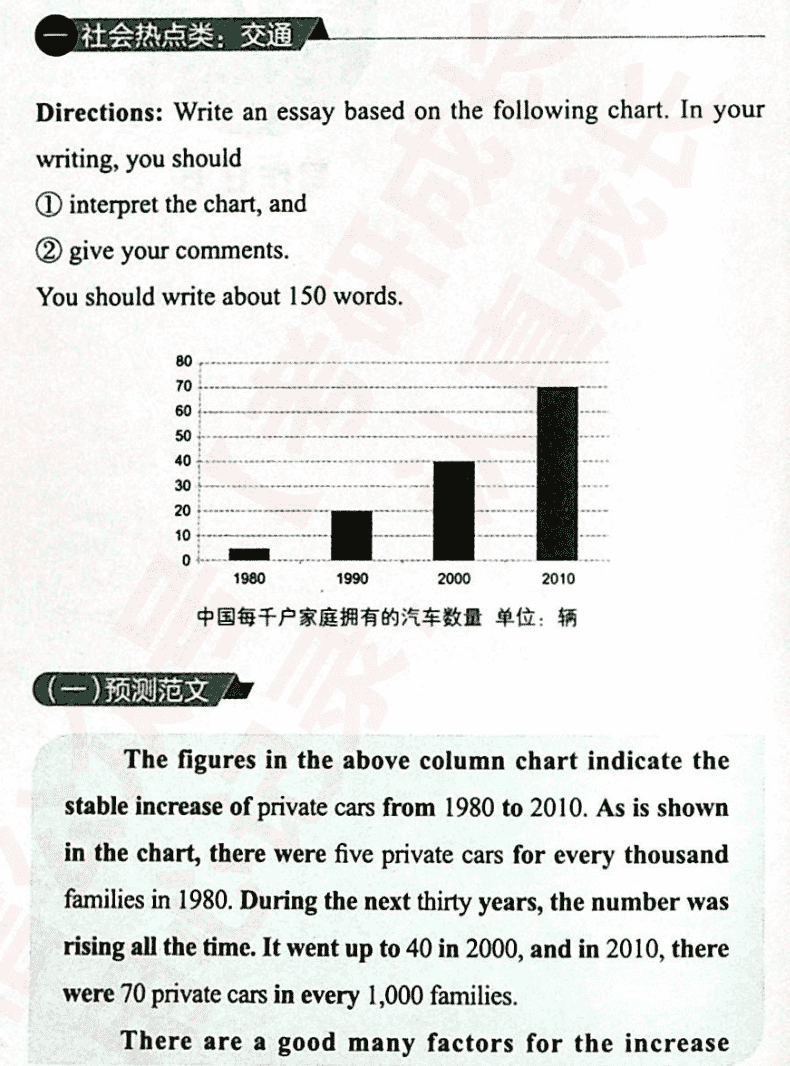 一 社会热点类：交通
Directions: Write an essay based on the following chart. In your
writing, you should
① interpret the chart, and
② give your comments.
You should write about 150 words.
80
70
60
50
40
30
20
10
0
1980 1990 2000 2010
中国每千户家庭拥有的汽车数量 单位：辆
（一）预测范文
The figures in the above column chart indicate the
stable increase of private cars from 1980 to 2010. As is shown
in the chart, there were five private cars for every thousand
families in 1980. During the next thirty years, the number was
rising all the time. It went up to 40 in 2000, and in 2010, there
were 70 private cars in every 1,000 families.
There are a good many factors for the increase